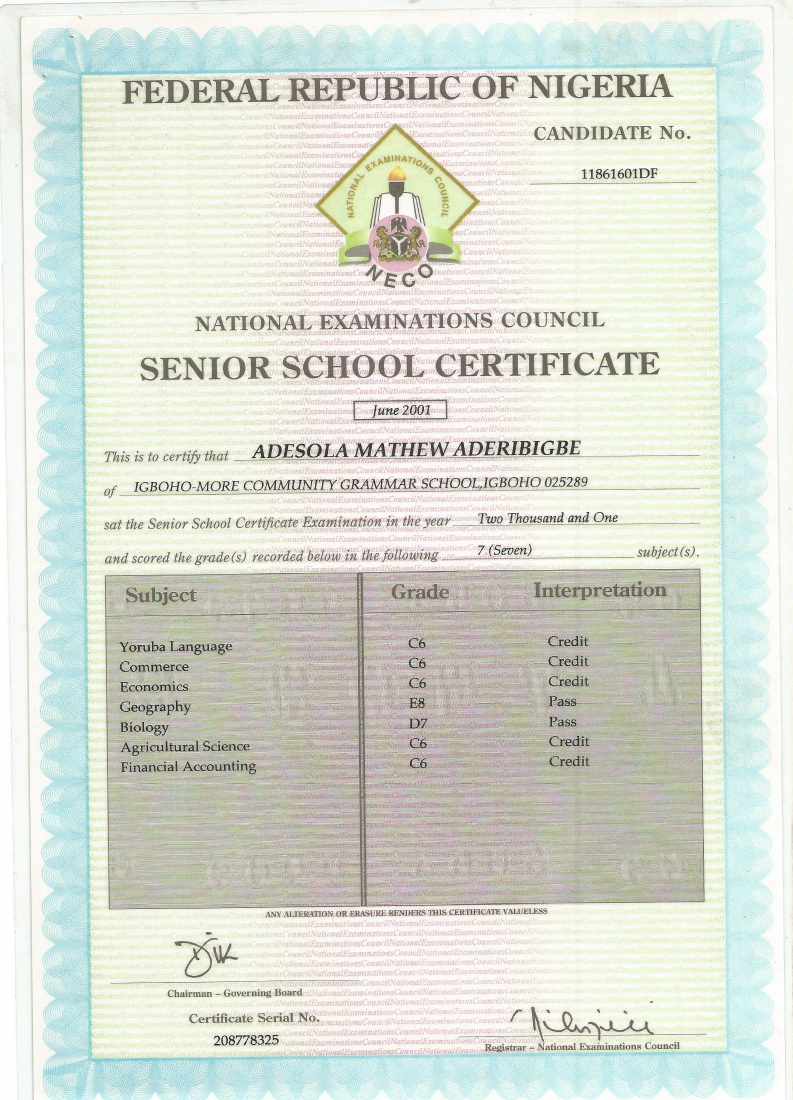 FEDERAL REPUBLIC OF NIGERIA
CANDIDATE No.
11861601DF
NATIONAL EXAMINATIONS COUNCIL
NECO
NATIONAL EXAMINATIONS COUNCIL
SENIOR SCHOOL CERTIFICATE
June 2001
This is to certify that ADESOLA MATHEW ADERIBIGBE
of IGBOHO-MORE COMMUNITY GRAMMAR SCHOOL,IGBOHO 025289
sat the Senior School Certificate Examination in the year Two Thousand and One
and scored the grade(s) recorded below in the following 7 (Seven) subject(s).
Subject Grade Interpretation
Yoruba Language C6 Credit
Commerce C6 Credit
Economics C6 Credit
Geography E8 Pass
Biology D7 Pass
Agricultural Science C6 Credit
Financial Accounting C6 Credit
ANY ALTERATION OR ERASURE RENDERS THIS CERTIFICATE VALUELESS
Chairman – Governing Board
Certificate Serial No.
208778325
Registrar – National Examinations Council